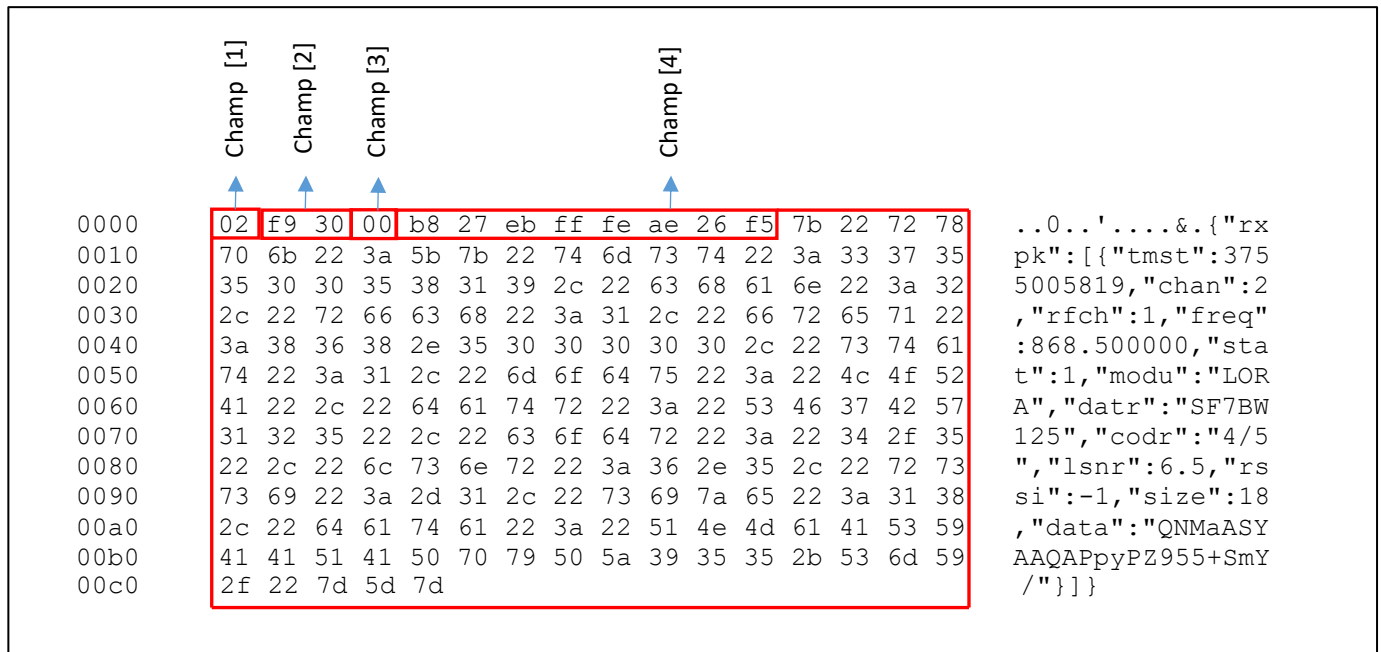 Champ [1]
Champ [2]
Champ [3]
Champ [4]
0000 02 f9 30 00 b8 27 eb ff fe ae 26 f5 7b 22 72 78 ..0..'....&.{"rx
0010 70 6b 22 3a 5b 7b 22 74 6d 73 74 22 3a 33 37 35 pk":[{"tmst":375
0020 35 30 30 35 38 31 39 2c 22 63 68 61 6e 22 3a 32 5005819,"chan":2
0030 2c 22 72 66 63 68 22 3a 31 2c 22 66 72 65 71 22 ,"rfch":1,"freq"
0040 3a 38 36 38 2e 35 30 30 30 30 30 2c 22 73 74 61 :868.500000,"sta
0050 74 22 3a 31 2c 22 6d 6f 64 75 22 3a 22 4c 4f 52 t":1,"modu":"LOR
0060 41 22 2c 22 64 61 74 72 22 3a 22 53 46 37 42 57 A","datr":"SF7BW
0070 31 32 35 22 2c 22 63 6f 64 72 22 3a 22 34 2f 35 125","codr":"4/5
0080 22 2c 22 6c 73 6e 72 22 3a 36 2e 35 2c 22 72 73 ","lsnr":6.5,"rs
0090 73 69 22 3a 2d 31 2c 22 73 69 7a 65 22 3a 31 38 si":-1,"size":18
00a0 2c 22 64 61 74 61 22 3a 22 51 4e 4d 61 41 53 59 ,"data":"QNMaASY
00b0 41 41 51 41 50 70 79 50 5a 39 35 35 2b 53 6d 59 AAQAPpyPZ955+SmY
00c0 2f 22 7d 5d 7d /"}]}